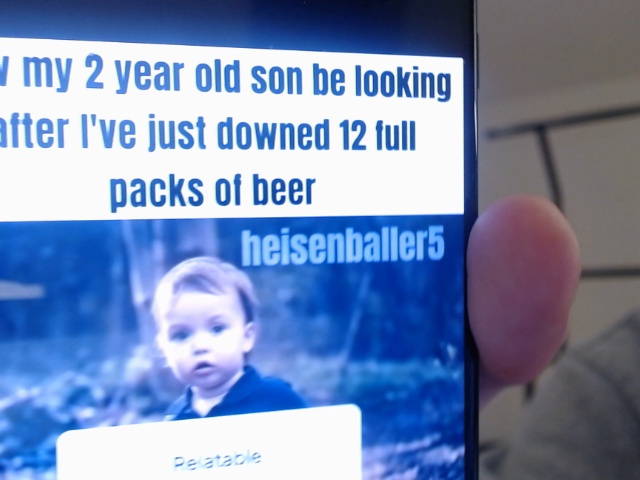 my 2 year old son be looking
after I've just downed 12 full
packs of beer
heisenballer5
Relatable